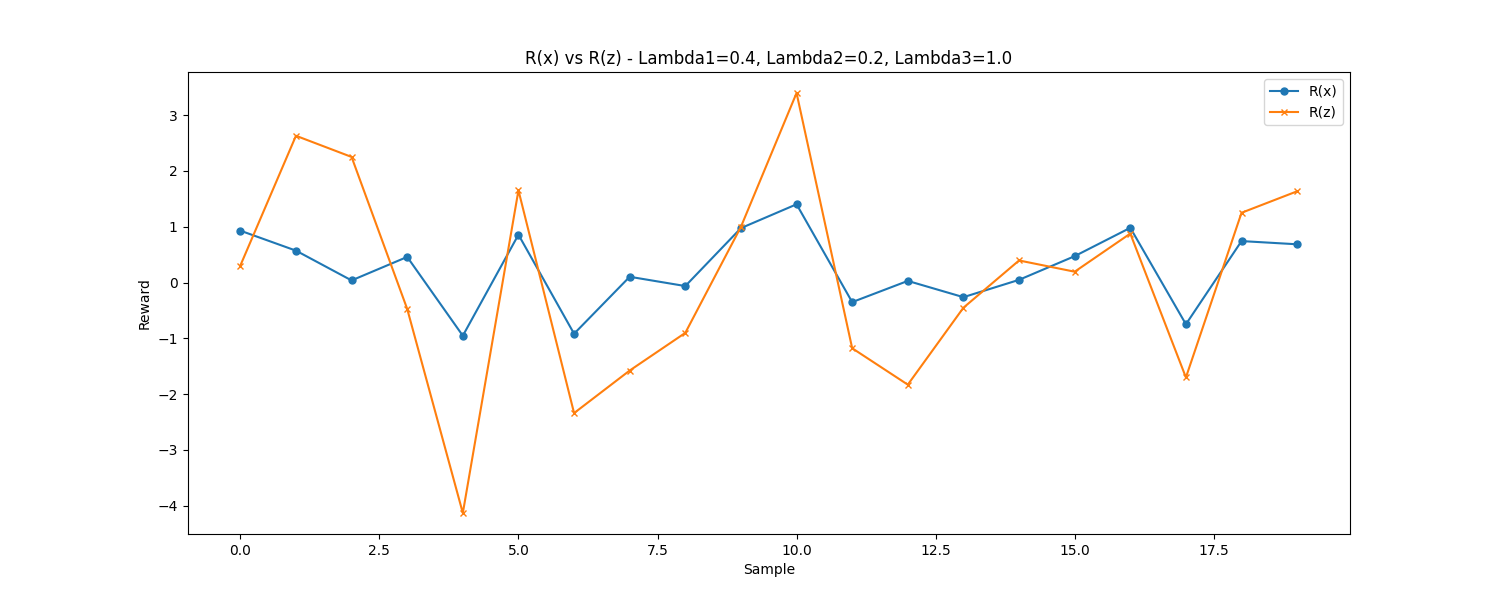 R(x) vs R(z) - Lambda1=0.4, Lambda2=0.2, Lambda3=1.0
R(x)
R(z)
3
2
1
0
−1
−2
−3
−4
Reward
0.0 2.5 5.0 7.5 10.0 12.5 15.0 17.5
Sample